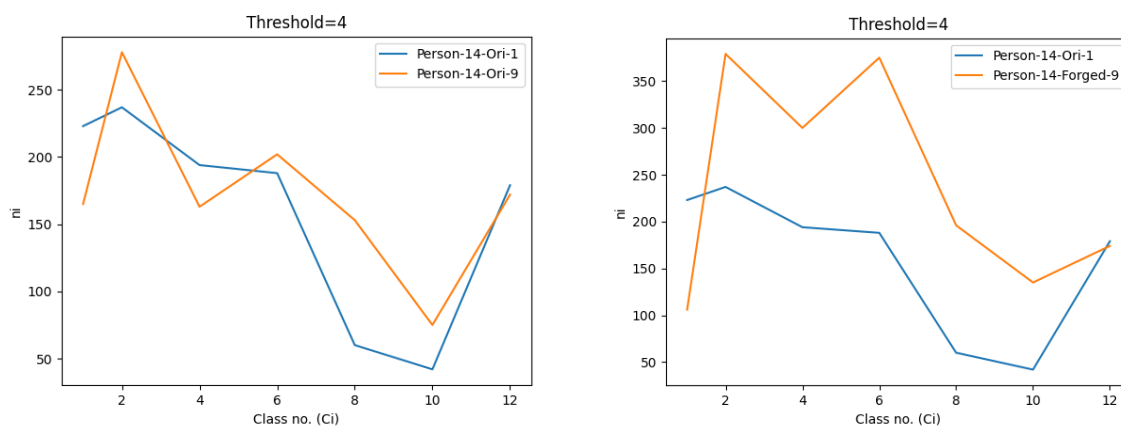 Threshold=4
Person-14-Ori-1
Person-14-Ori-9
250
200
150
100
50
ni
2 4 6 8 10 12
Class no. (Ci)
Threshold=4
Person-14-Ori-1
Person-14-Forged-9
350
300
250
200
150
100
50
ni
2 4 6 8 10 12
Class no. (Ci)